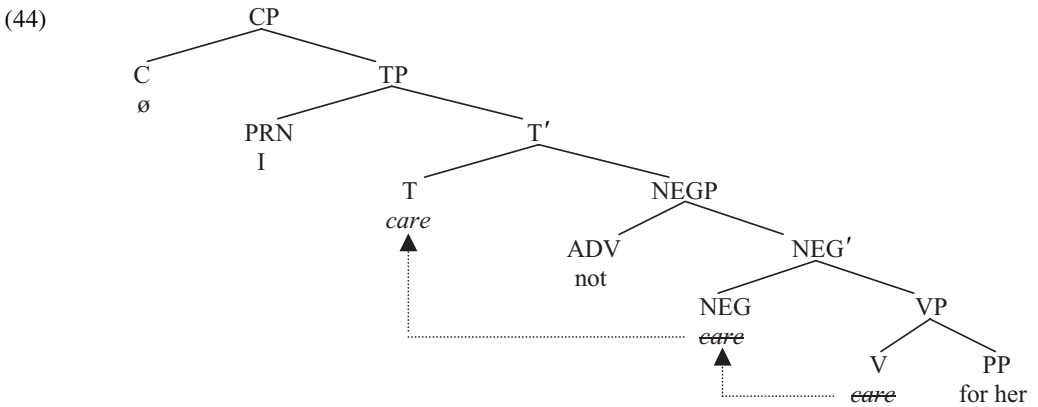 (44) CP
C TP
ø
PRN T′
I
T NEGP
care
ADV NEG′
not
NEG VP
care
V PP
care for her